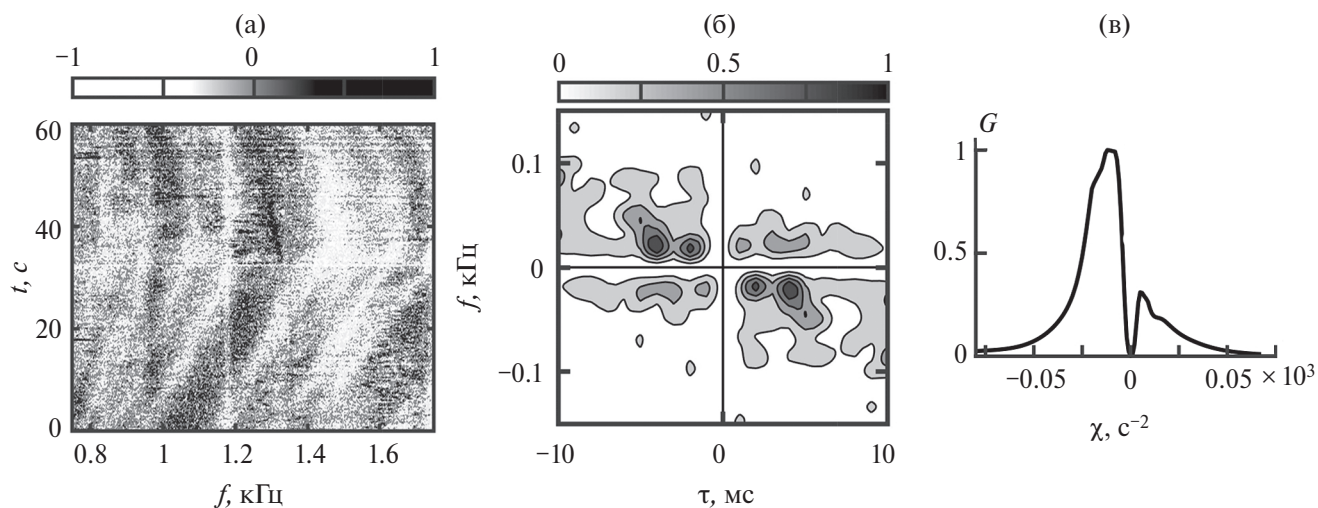 (а)
−1 0 1
60
40
20
0
t, с
0.8 1 1.2 1.4 1.6
f, кГц
(б)
0 0.5 1
0.1
0
−0.1
f, кГц
−10 0 10
τ, мс
(в)
G
1
0.5
0
−0.05 0 0.05 ×10³
χ, с⁻²